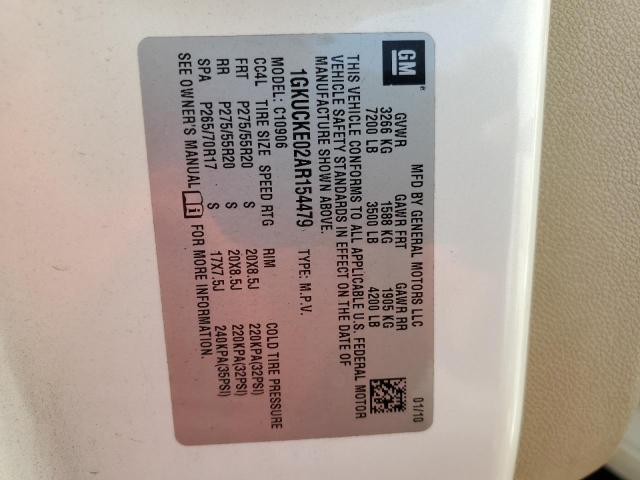 GM
MFD BY GENERAL MOTORS LLC 01/10
GVWR GAWR FRT GAWR RR
3266 KG 1588 KG 1905 KG
7200 LB 3500 LB 4200 LB
THIS VEHICLE CONFORMS TO ALL APPLICABLE U.S. FEDERAL MOTOR
VEHICLE SAFETY STANDARDS IN EFFECT ON THE DATE OF
MANUFACTURE SHOWN ABOVE.
1GKUCKE02AR154479 TYPE: M.P.V.
MODEL: C10906
CC4L TIRE SIZE SPEED RTG RIM COLD TIRE PRESSURE
FRT P275/55R20 S 20X8.5J 220KPA(32PSI)
RR P275/55R20 S 20X8.5J 220KPA(32PSI)
SPA P265/70R17 S 17X7.5J 240KPA(35PSI)
SEE OWNER'S MANUAL FOR MORE INFORMATION.